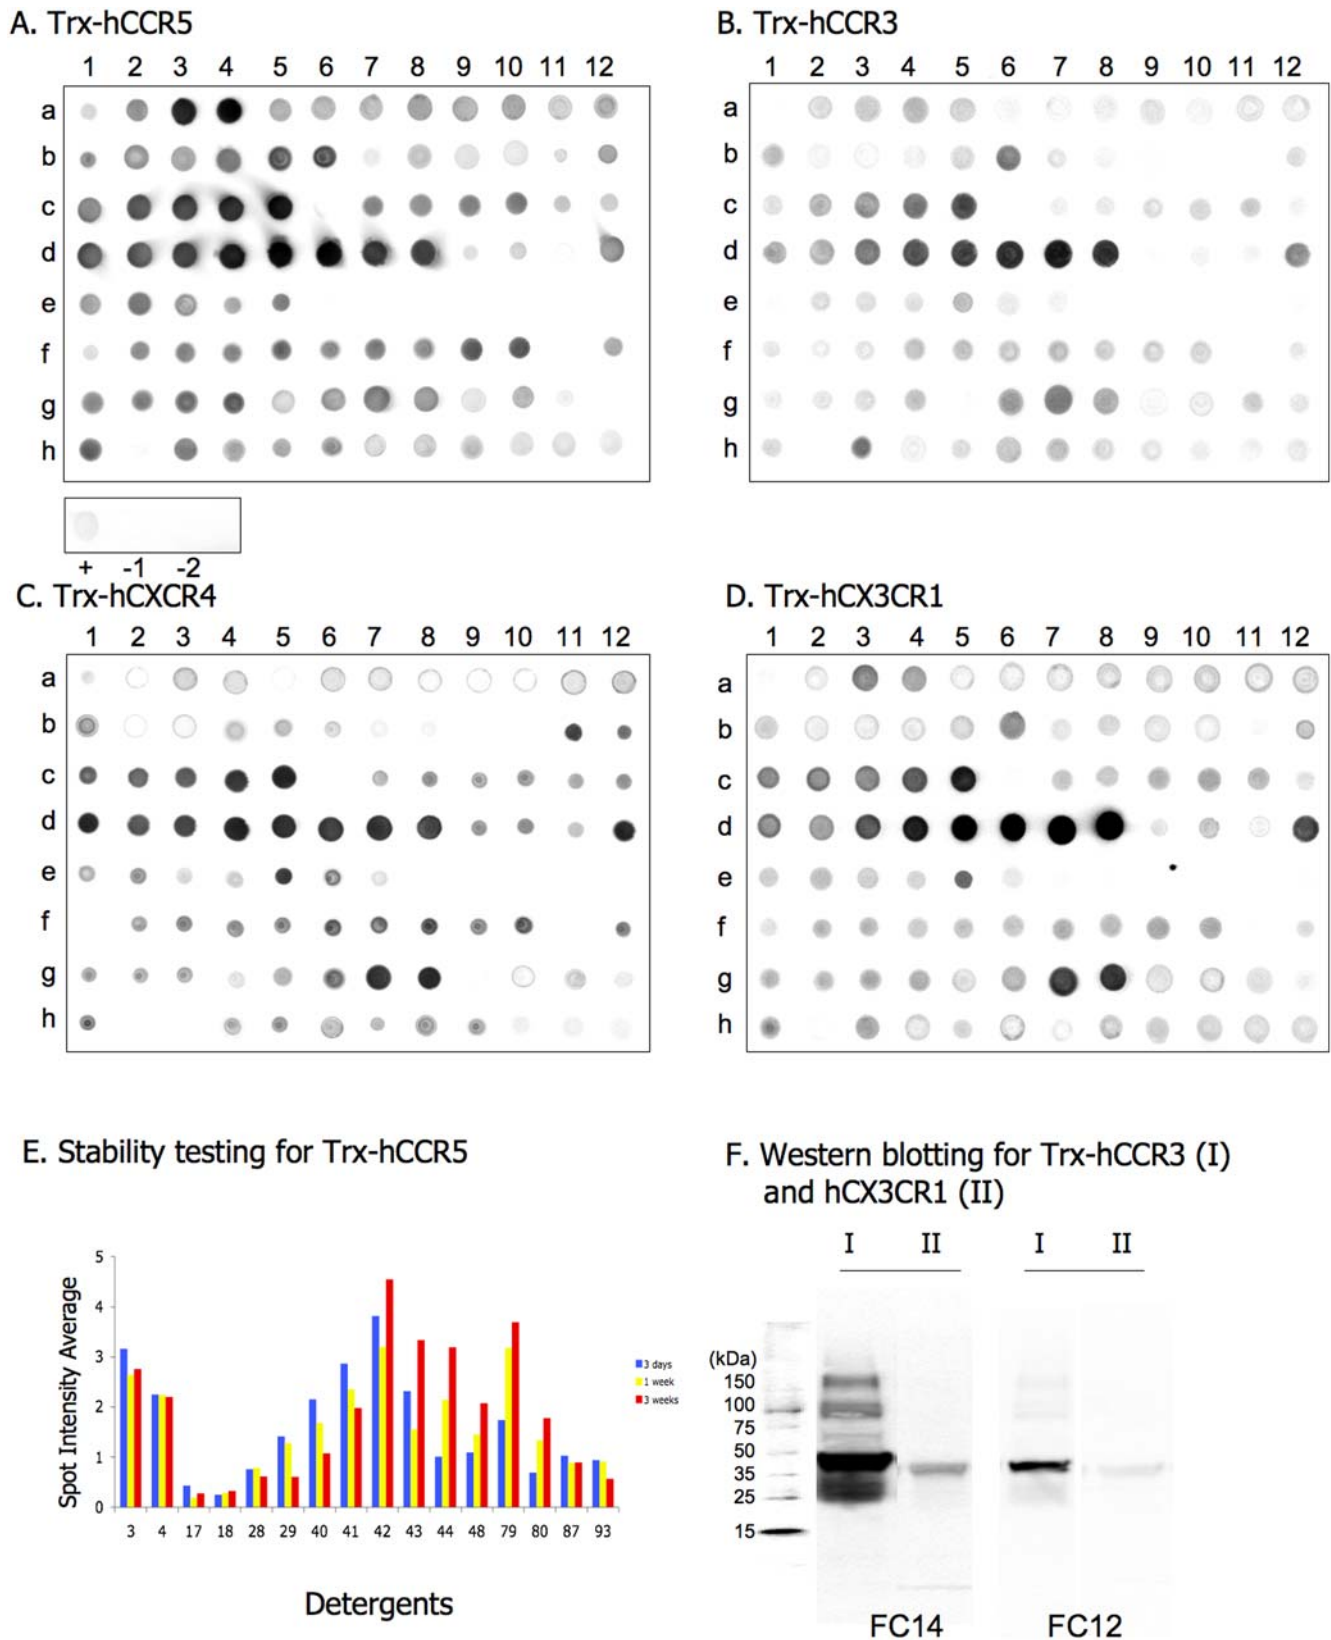 A. Trx-hCCR5
1 2 3 4 5 6 7 8 9 10 11 12
a
b
c
d
e
f
g
h
+ -1 -2
B. Trx-hCCR3
1 2 3 4 5 6 7 8 9 10 11 12
a
b
c
d
e
f
g
h
C. Trx-hCXCR4
1 2 3 4 5 6 7 8 9 10 11 12
a
b
c
d
e
f
g
h
D. Trx-hCX3CR1
1 2 3 4 5 6 7 8 9 10 11 12
a
b
c
d
e
f
g
h
E. Stability testing for Trx-hCCR5
Spot Intensity Average
5
4
3
2
1
0
3 4 17 18 28 29 40 41 42 43 44 48 79 80 87 93
Detergents
3 days
1 week
3 weeks
F. Western blotting for Trx-hCCR3 (I)
and hCX3CR1 (II)
I II I II
(kDa)
150
100
75
50
35
25
15
FC14 FC12